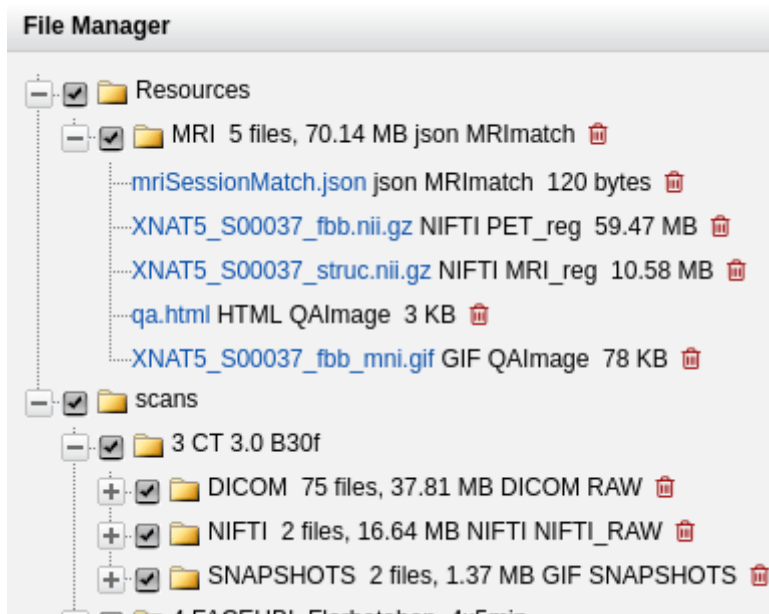 File Manager
Resources
MRI 5 files, 70.14 MB json MRImatch
mriSessionMatch.json json MRImatch 120 bytes
XNAT5_S00037_fbb.nii.gz NIFTI PET_reg 59.47 MB
XNAT5_S00037_struc.nii.gz NIFTI MRI_reg 10.58 MB
qa.html HTML QAImage 3 KB
XNAT5_S00037_fbb_mni.gif GIF QAImage 78 KB
scans
3 CT 3.0 B30f
DICOM 75 files, 37.81 MB DICOM RAW
NIFTI 2 files, 16.64 MB NIFTI NIFTI_RAW
SNAPSHOTS 2 files, 1.37 MB GIF SNAPSHOTS